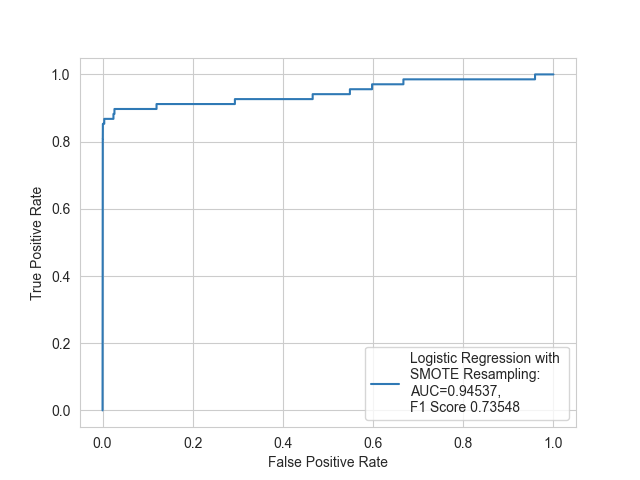 1.0
0.8
0.6
0.4
0.2
0.0
True Positive Rate
Logistic Regression with
SMOTE Resampling:
AUC=0.94537,
F1 Score 0.73548
0.0 0.2 0.4 0.6 0.8 1.0
False Positive Rate